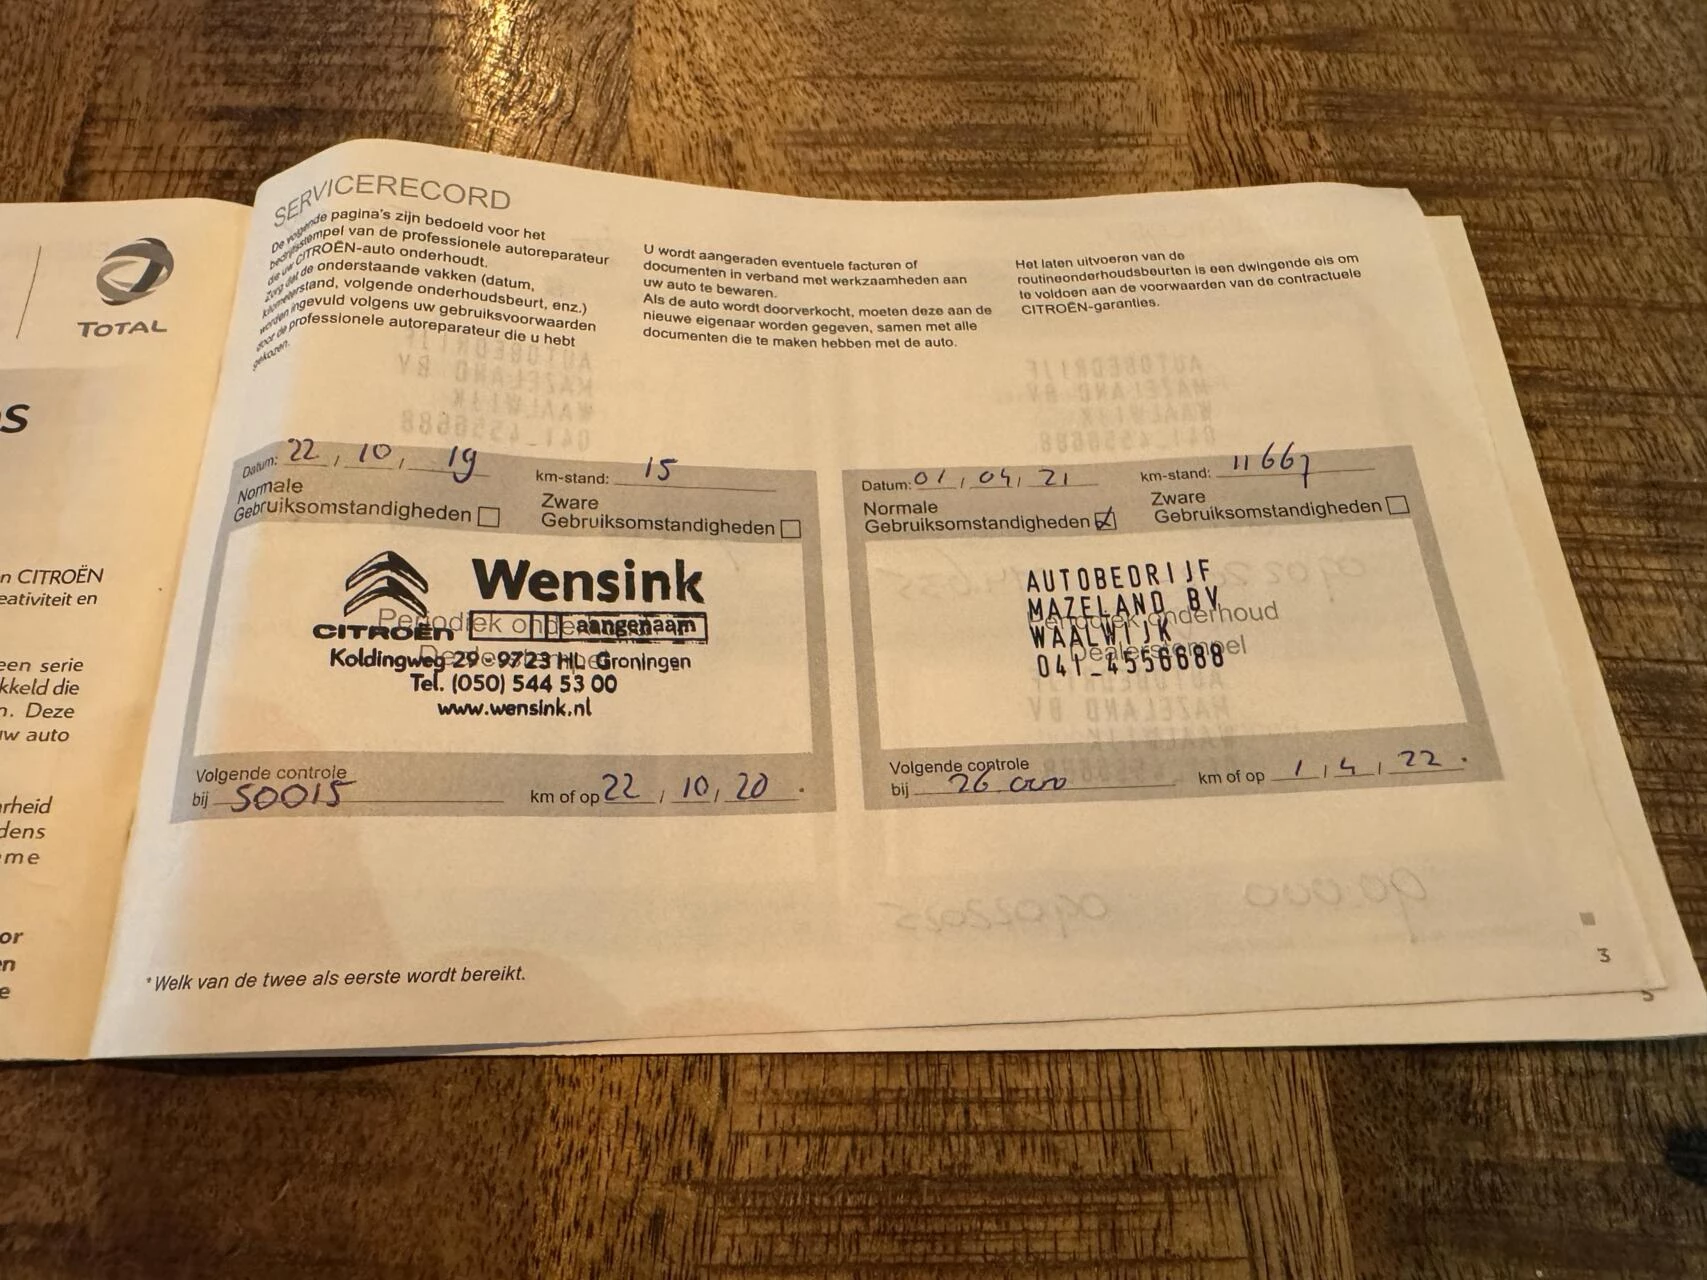 TOTAL
s
n CITROËN
eativiteit en
een serie
kkeld die
n. Deze
uw auto
arheid
dens
eme
or
en
e
SERVICERECORD
De volgende pagina's zijn bedoeld voor het
bedrijfsstempel van de professionele autoreparateur
die uw CITROËN-auto onderhoudt.
Zorg dat de onderstaande vakken (datum,
kilometerstand, volgende onderhoudsbeurt, enz.)
worden ingevuld volgens uw gebruiksvoorwaarden
door de professionele autoreparateur die u hebt
gekozen.
U wordt aangeraden eventuele facturen of
documenten in verband met werkzaamheden aan
uw auto te bewaren.
Als de auto wordt doorverkocht, moeten deze aan de
nieuwe eigenaar worden gegeven, samen met alle
documenten die te maken hebben met de auto.
Het laten uitvoeren van de
routineonderhoudsbeurten is een dwingende eis om
te voldoen aan de voorwaarden van de contractuele
CITROËN-garanties.
Datum: 22 / 10 / 19 km-stand: 15
Normale
Gebruiksomstandigheden
Zware
Gebruiksomstandigheden
Wensink
CITROËN
aangenaam
Koldingweg 29 - 9723 HL Groningen
Tel. (050) 544 53 00
www.wensink.nl
Volgende controle
bij 50015 km of op 22 / 10 / 20 *
Datum: 01 / 04 / 21 km-stand: 11667
Normale
Gebruiksomstandigheden
Zware
Gebruiksomstandigheden
AUTOBEDRIJF
MAZELAND BV
Periodiek onderhoud
WAALWIJK
Dealerstempel
041_4556688
Volgende controle
bij 26 000 km of op 1 / 4 / 22 *
*Welk van de twee als eerste wordt bereikt.
3
5